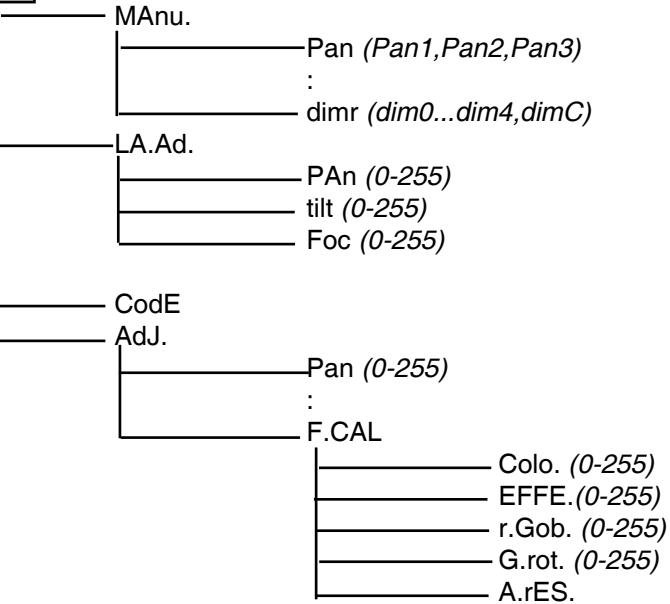 MAnu.
Pan (Pan1,Pan2,Pan3)
:
dimr (dim0...dim4,dimC)
LA.Ad.
PAn (0-255)
tilt (0-255)
Foc (0-255)
CodE
AdJ.
Pan (0-255)
:
F.CAL
Colo. (0-255)
EFFE.(0-255)
r.Gob. (0-255)
G.rot. (0-255)
A.rES.